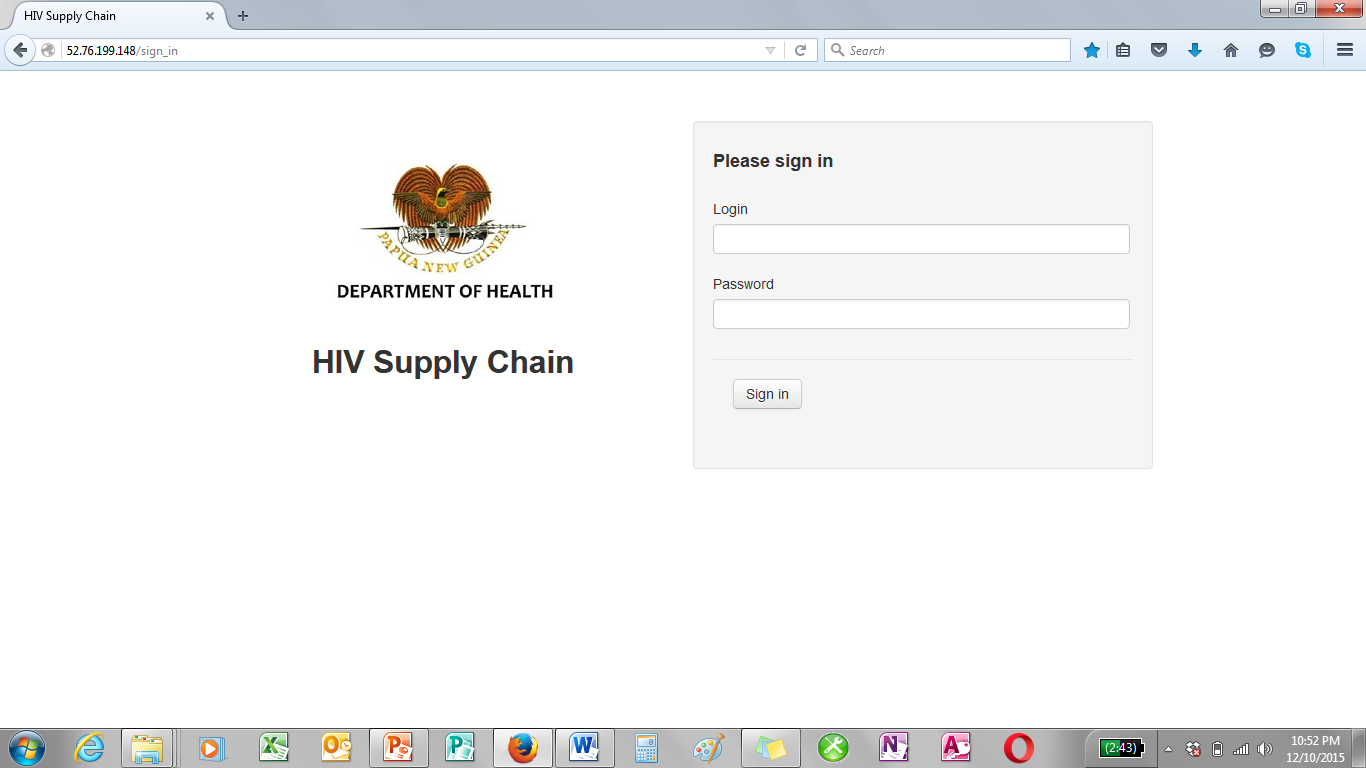 HIV Supply Chain
52.76.199.148/sign_in
Search
PAPUA NEW GUINEA
DEPARTMENT OF HEALTH
HIV Supply Chain
Please sign in
Login
Password
Sign in
(2:43)
10:52 PM
12/10/2015